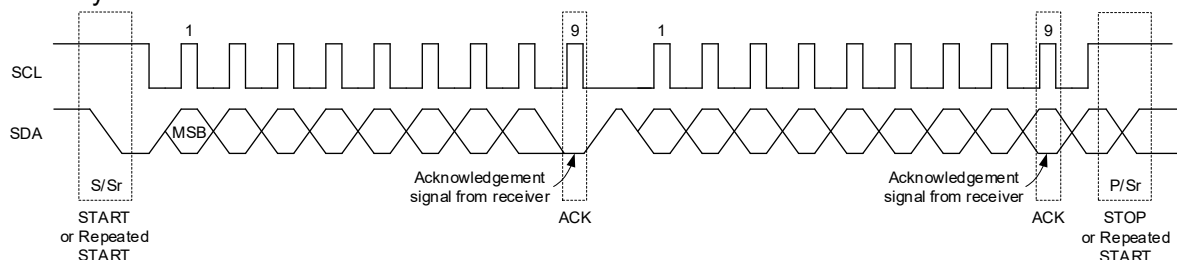 1
9
1
9
SCL
SDA
MSB
S/Sr
P/Sr
Acknowledgement
signal from receiver
Acknowledgement
signal from receiver
START
or Repeated
START
ACK
ACK
STOP
or Repeated
START